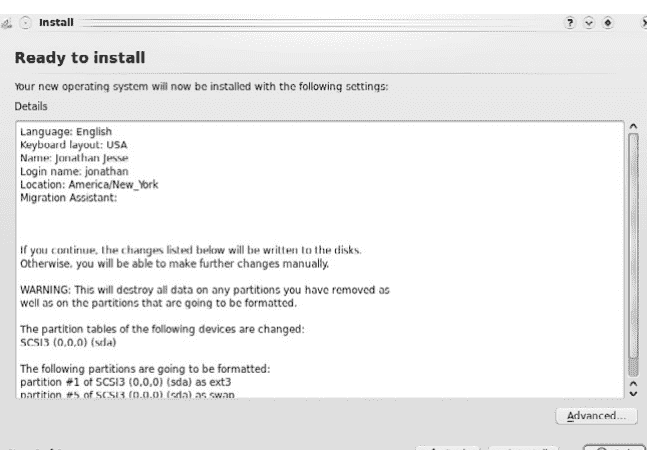 Install
Ready to install
Your new operating system will now be installed with the following settings:
Details
Language: English
Keyboard layout: USA
Name: Jonathan Jesse
Login name: jonathan
Location: America/New_York
Migration Assistant:
If you continue, the changes listed below will be written to the disks.
Otherwise, you will be able to make further changes manually.
WARNING: This will destroy all data on any partitions you have removed as
well as on the partitions that are going to be formatted.
The partition tables of the following devices are changed:
SCSI3 (0,0,0) (sda)
The following partitions are going to be formatted:
partition #1 of SCSI3 (0,0,0) (sda) as ext3
partition #5 of SCSI3 (0,0,0) (sda) as swap
Advanced...